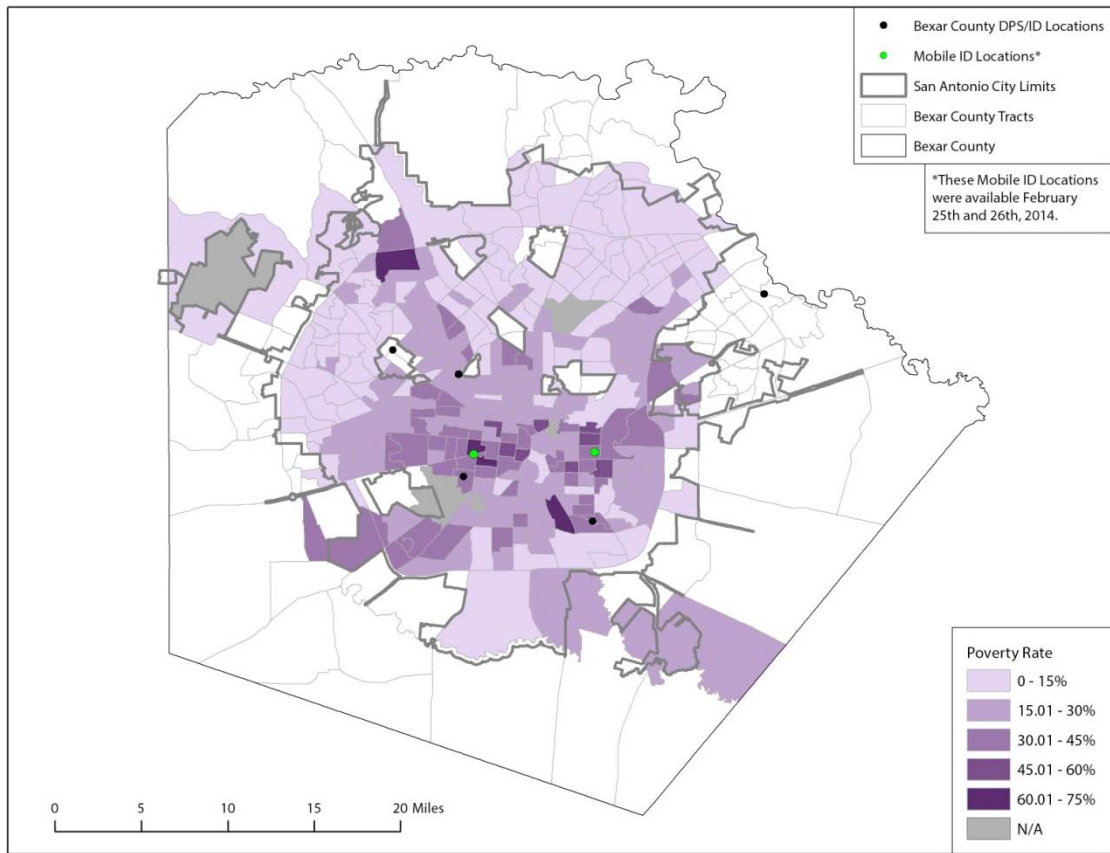 Bexar County DPS/ID Locations
Mobile ID Locations*
San Antonio City Limits
Bexar County Tracts
Bexar County
*These Mobile ID Locations
were available February
25th and 26th, 2014.
Poverty Rate
0 - 15%
15.01 - 30%
30.01 - 45%
45.01 - 60%
60.01 - 75%
N/A
0 5 10 15 20 Miles